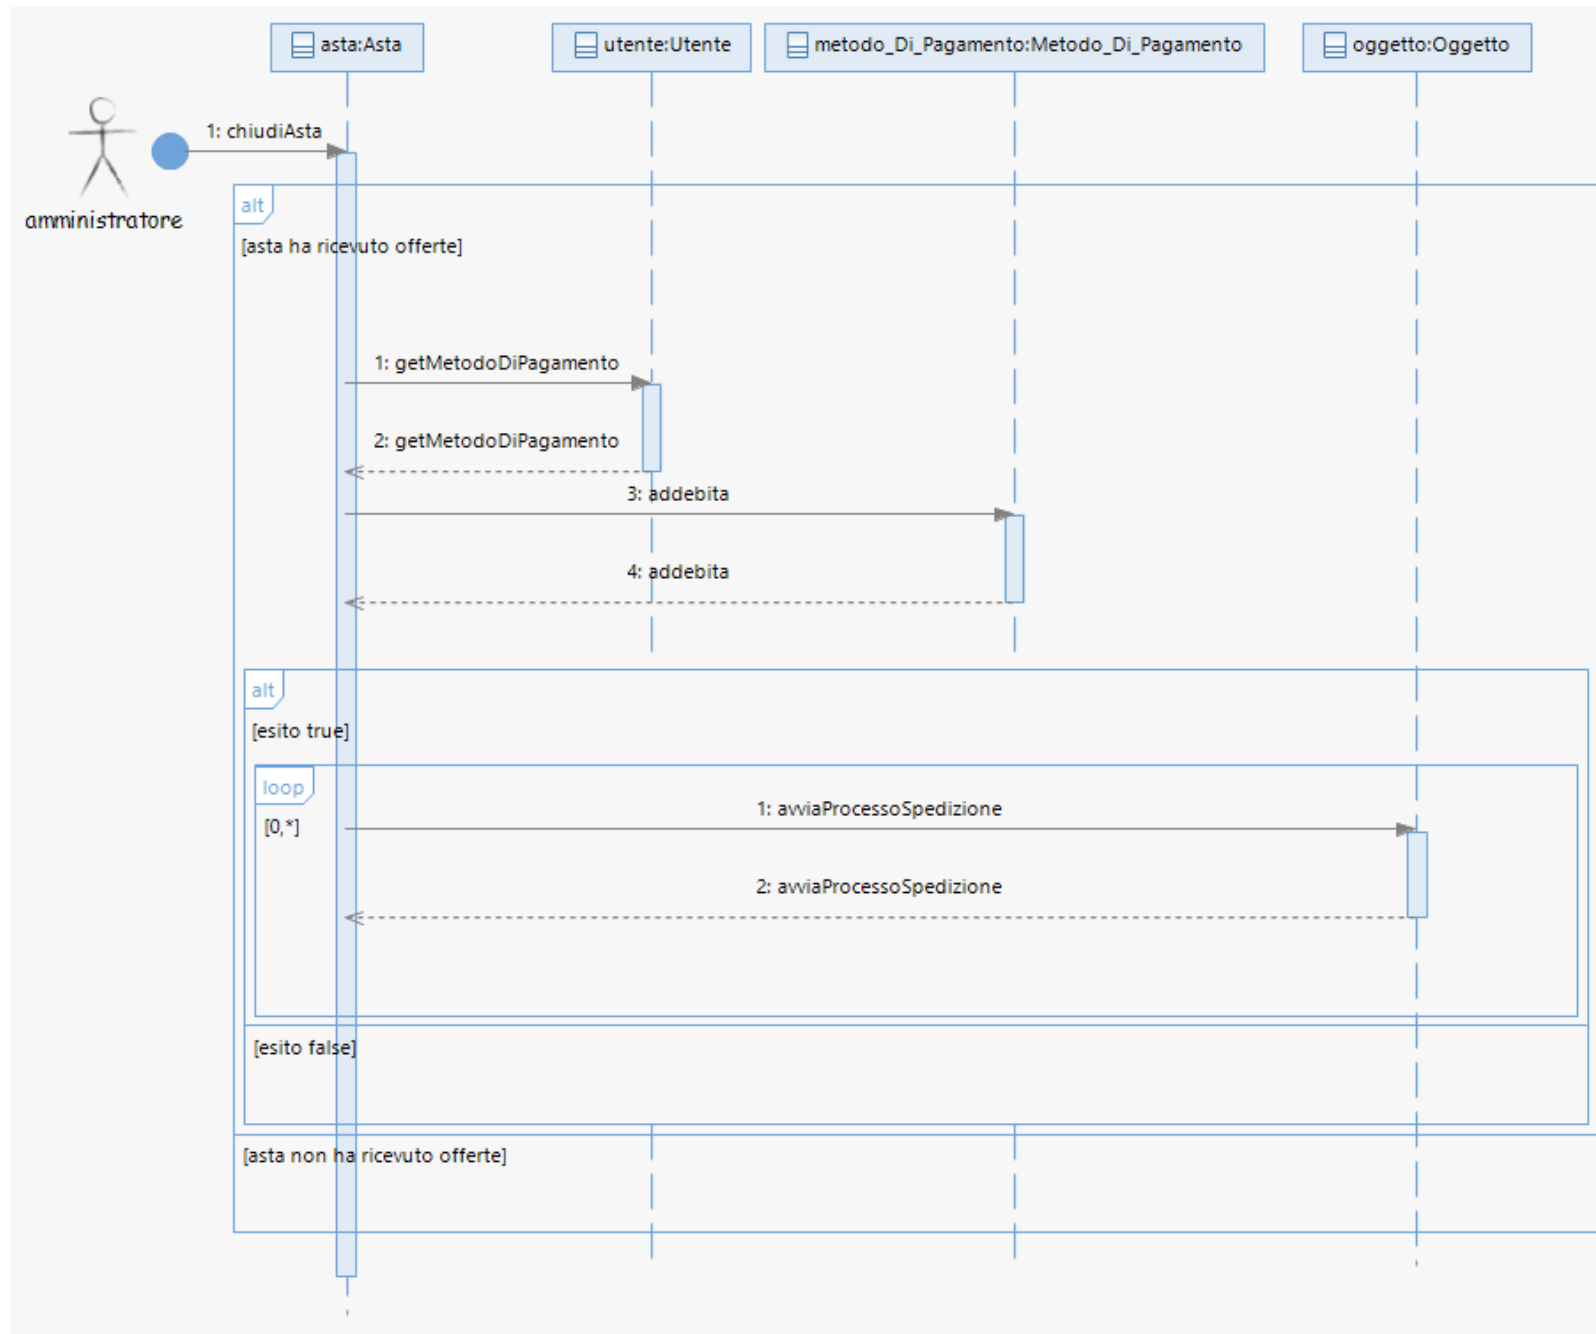 asta:Asta
utente:Utente
metodo_Di_Pagamento:Metodo_Di_Pagamento
oggetto:Oggetto
1: chiudiAsta
amministratore
alt
[asta ha ricevuto offerte]
1: getMetodoDiPagamento
2: getMetodoDiPagamento
3: addebita
4: addebita
alt
[esito true]
loop
[0,*]
1: avviaProcessoSpedizione
2: avviaProcessoSpedizione
[esito false]
[asta non ha ricevuto offerte]